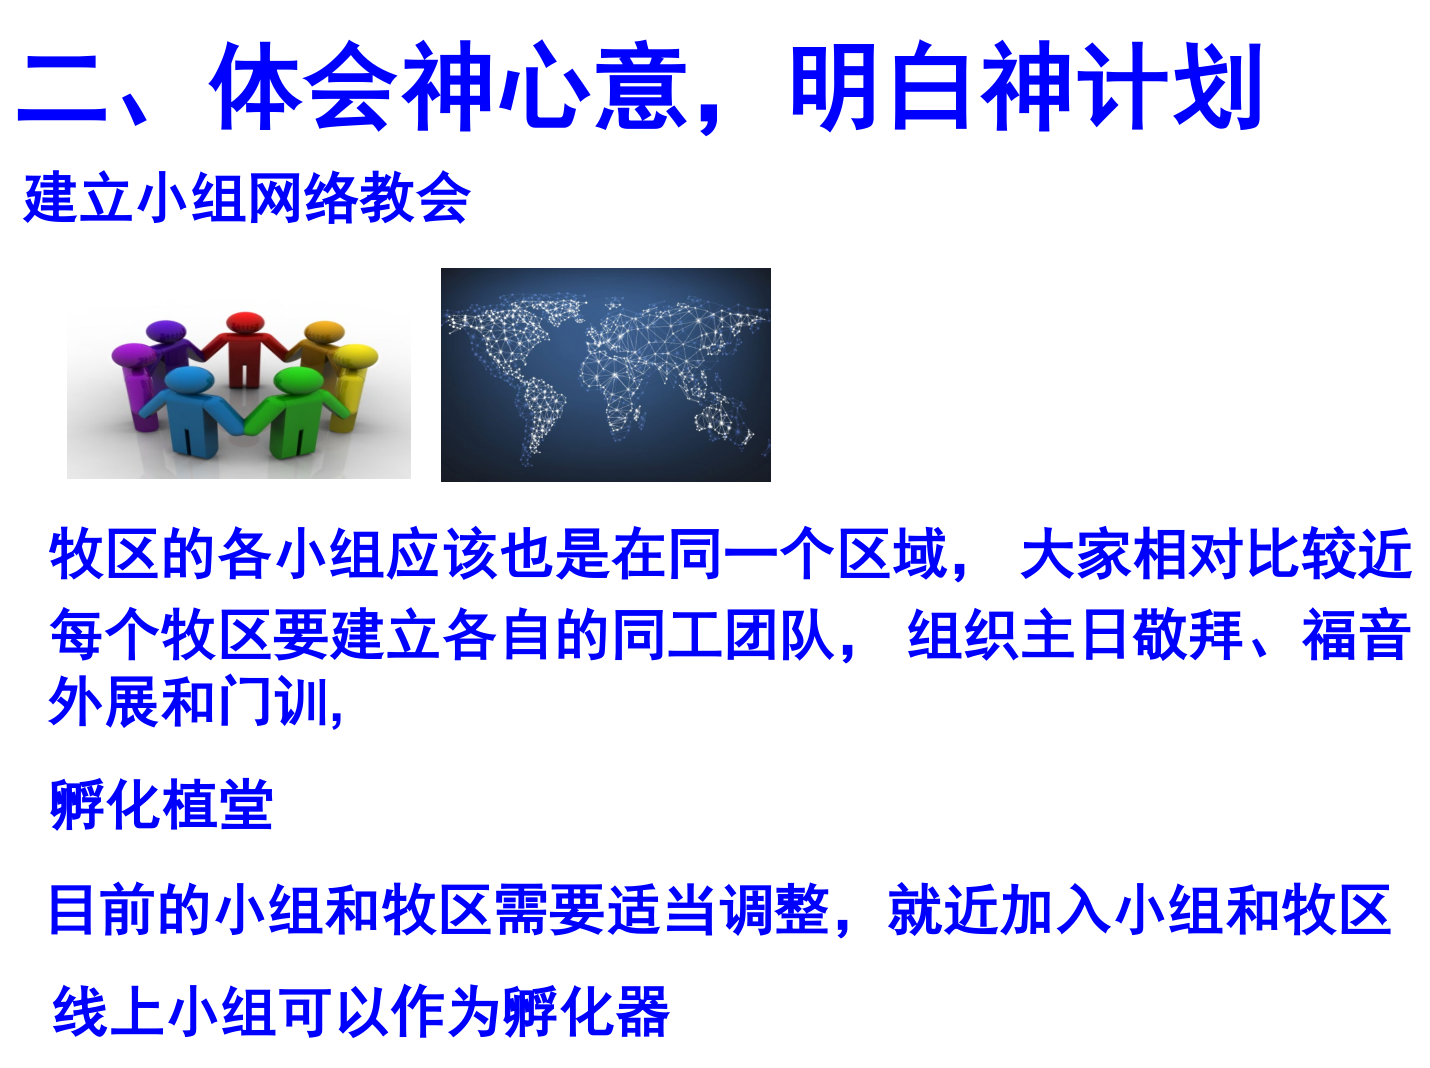 二、体会神心意，明白神计划
建立小组网络教会
牧区的各小组应该也是在同一个区域， 大家相对比较近
每个牧区要建立各自的同工团队， 组织主日敬拜、福音
外展和门训,
孵化植堂
目前的小组和牧区需要适当调整，就近加入小组和牧区
线上小组可以作为孵化器